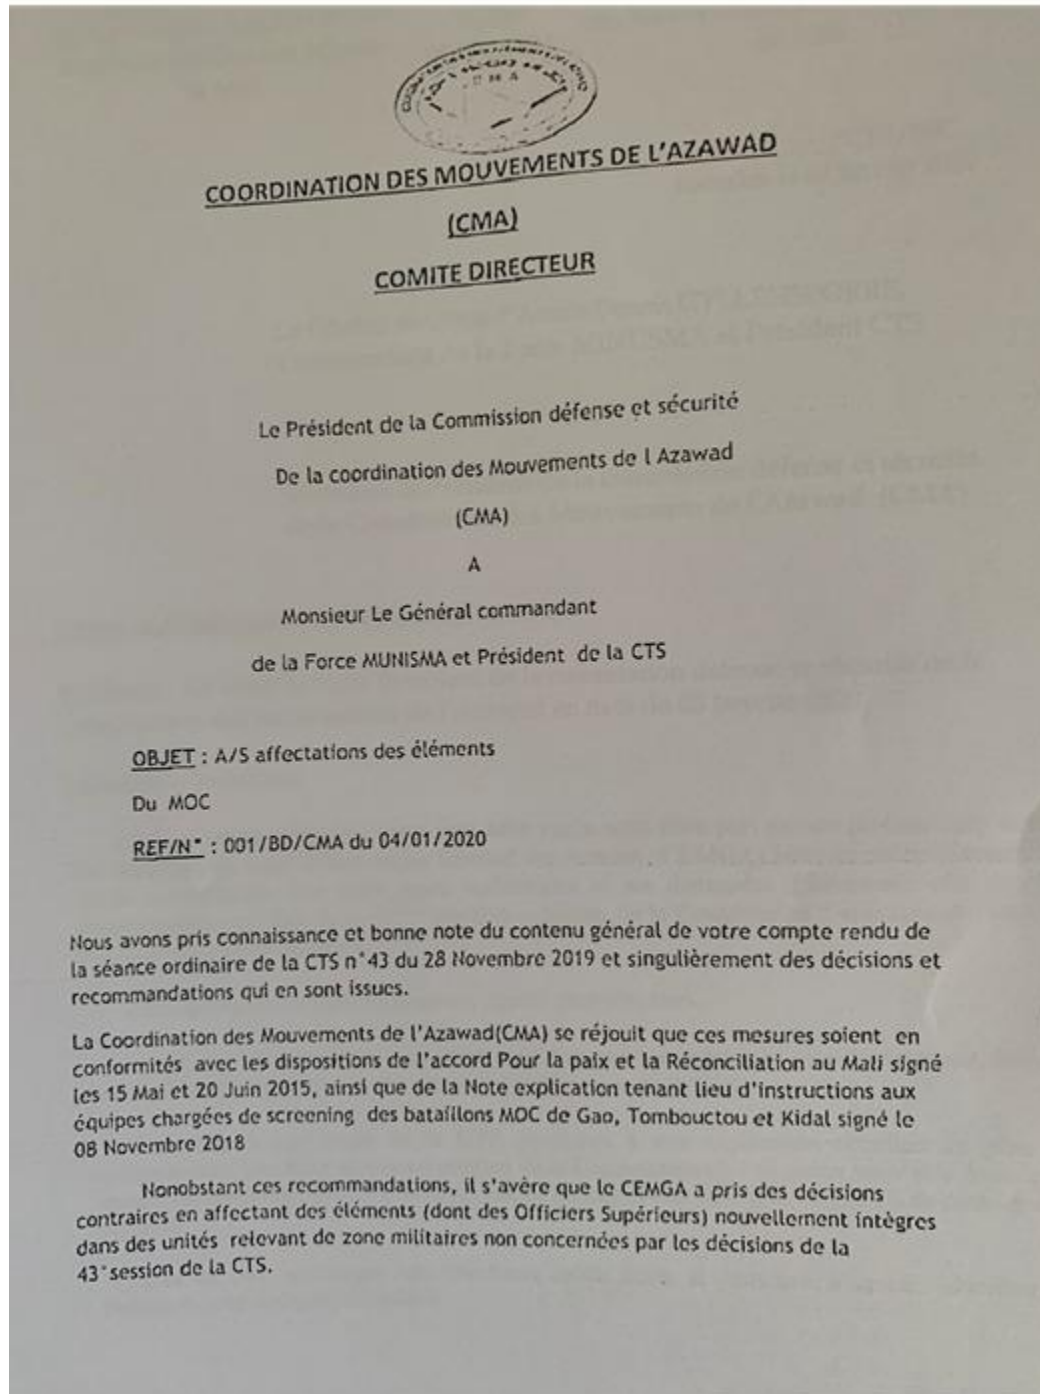 CMA
COORDINATION DES MOUVEMENTS DE L'AZAWAD
(CMA)
COMITE DIRECTEUR
Le Président de la Commission défense et sécurité
De la coordination des Mouvements de l Azawad
(CMA)
A
Monsieur Le Général commandant
de la Force MUNISMA et Président de la CTS
OBJET : A/S affectations des éléments
Du MOC
REF/N° : 001/BD/CMA du 04/01/2020
Nous avons pris connaissance et bonne note du contenu général de votre compte rendu de
la séance ordinaire de la CTS n°43 du 28 Novembre 2019 et singulièrement des décisions et
recommandations qui en sont issues.
La Coordination des Mouvements de l'Azawad(CMA) se réjouit que ces mesures soient en
conformités avec les dispositions de l'accord Pour la paix et la Réconciliation au Mali signé
les 15 Mai et 20 Juin 2015, ainsi que de la Note explication tenant lieu d'instructions aux
équipes chargées de screening des bataillons MOC de Gao, Tombouctou et Kidal signé le
08 Novembre 2018
Nonobstant ces recommandations, il s'avère que le CEMGA a pris des décisions
contraires en affectant des éléments (dont des Officiers Supérieurs) nouvellement intègres
dans des unités relevant de zone militaires non concernées par les décisions de la
43°session de la CTS.